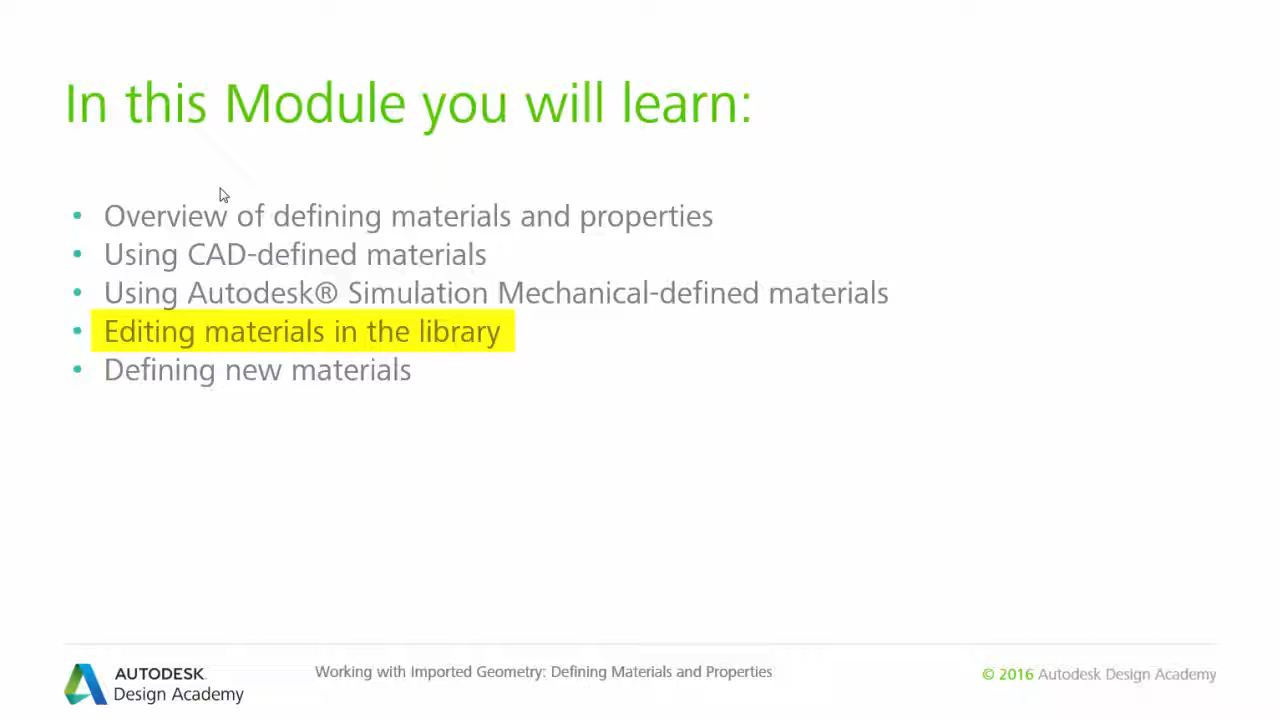 In this Module you will learn:
• Overview of defining materials and properties
• Using CAD-defined materials
• Using Autodesk® Simulation Mechanical-defined materials
• Editing materials in the library
• Defining new materials
AUTODESK.
Design Academy
Working with Imported Geometry: Defining Materials and Properties
© 2016 Autodesk Design Academy